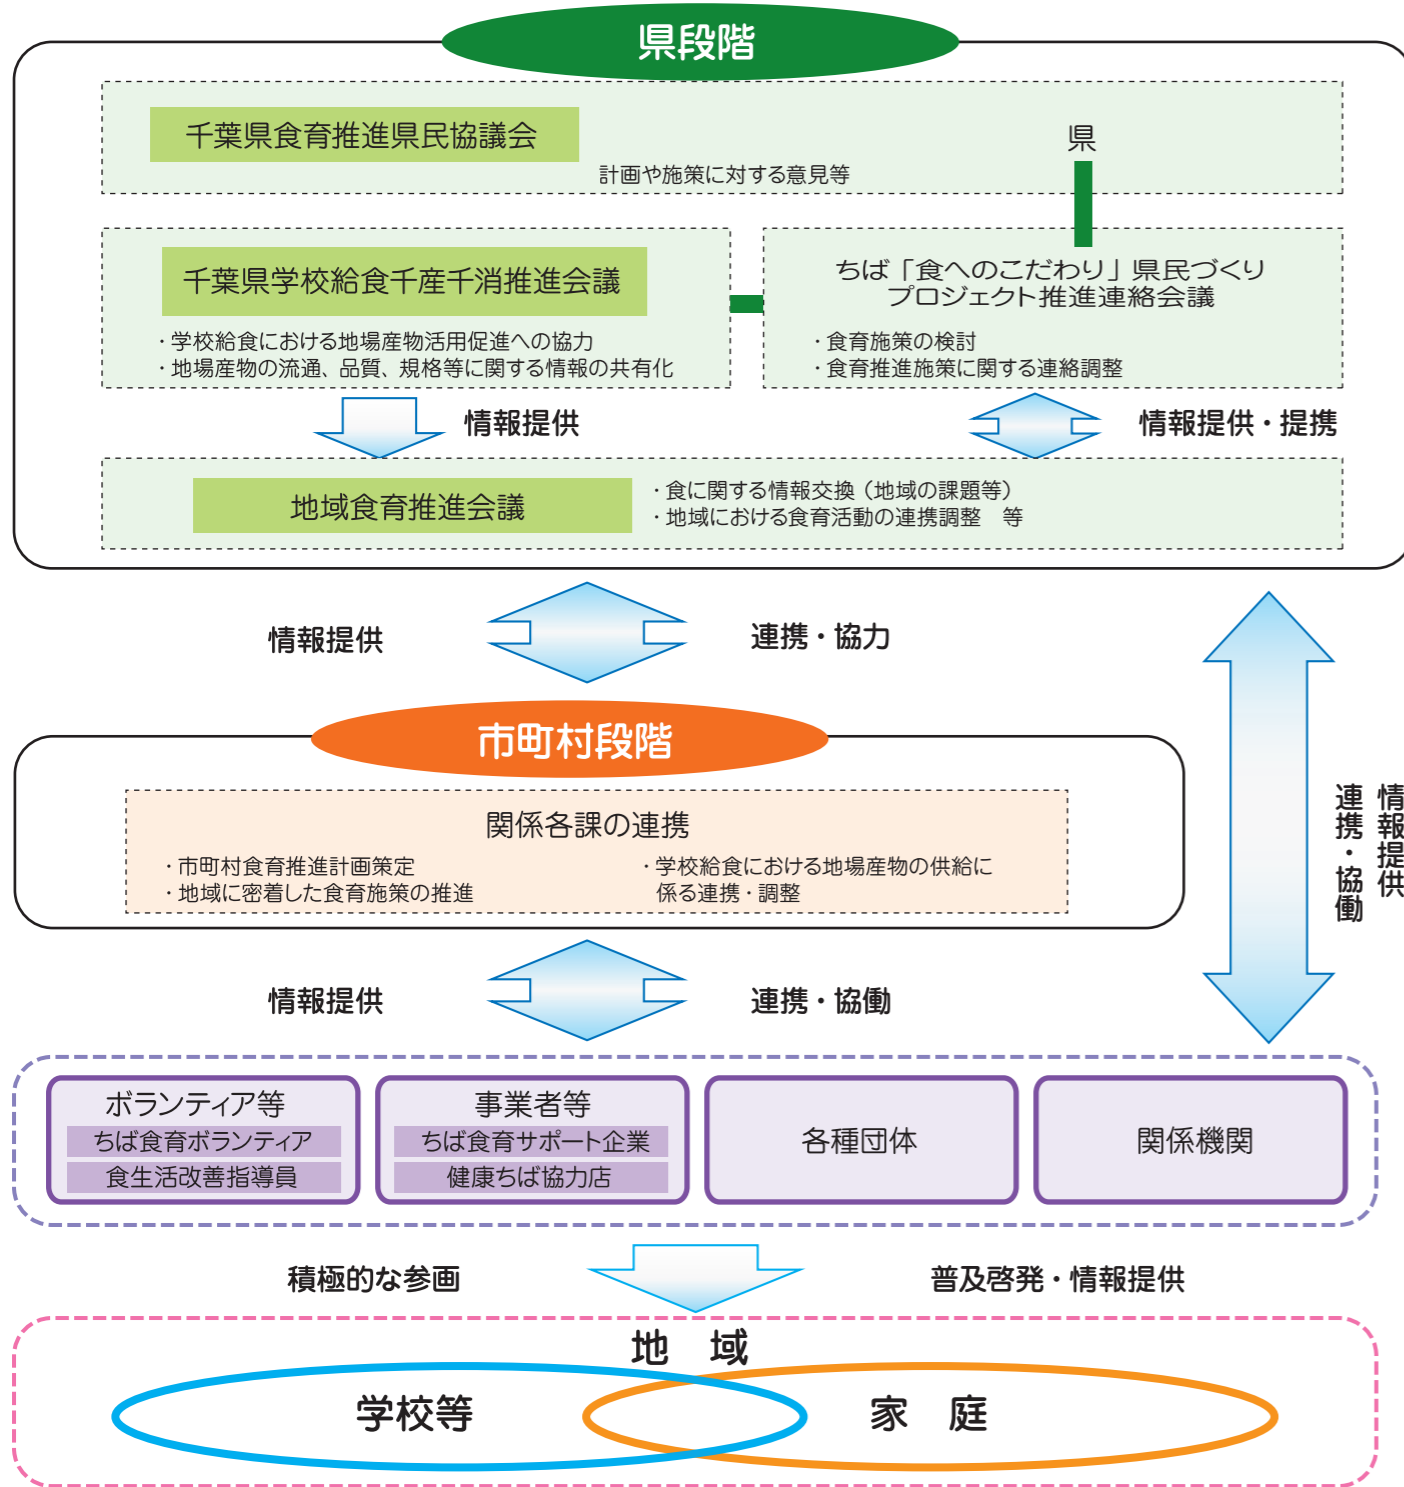 県段階
千葉県食育推進県民協議会
計画や施策に対する意見等
県
千葉県学校給食千産千消推進会議
・学校給食における地場産物活用促進への協力
・地場産物の流通、品質、規格等に関する情報の共有化
ちば「食へのこだわり」県民づくり
プロジェクト推進連絡会議
・食育施策の検討
・食育推進施策に関する連絡調整
情報提供
情報提供・提携
地域食育推進会議
・食に関する情報交換（地域の課題等）
・地域における食育活動の連携調整　等
情報提供
連携・協力
市町村段階
関係各課の連携
・市町村食育推進計画策定
・地域に密着した食育施策の推進
・学校給食における地場産物の供給に
係る連携・調整
情報提供
連携・協働
情報提供
連携・協働
ボランティア等
ちば食育ボランティア
食生活改善指導員
事業者等
ちば食育サポート企業
健康ちば協力店
各種団体
関係機関
積極的な参画
普及啓発・情報提供
地　域
学校等
家　庭